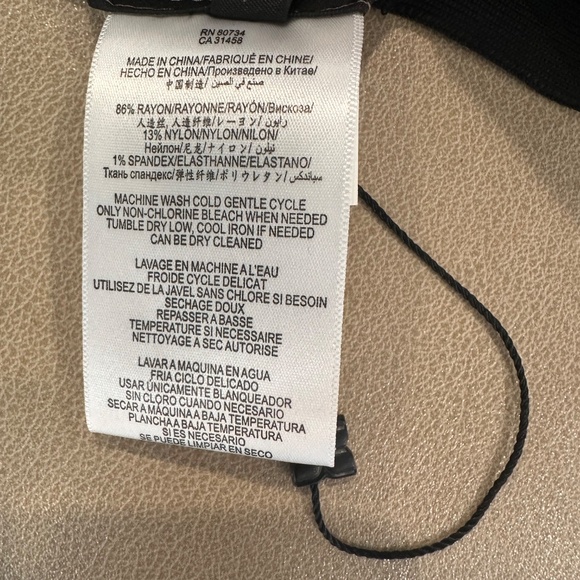 RN 80734
CA 31458
MADE IN CHINA/FABRIQUÉ EN CHINE/
HECHO EN CHINA/Произведено в Китае/
中国制造/ صنع في الصين/
86% RAYON/RAYONNE/RAYÓN/Вискоза/
人造丝, 人造纤维/レーヨン/ رايون/
13% NYLON/NYLON/NILON/
Нейлон/尼龙/ナイロン/ نيلون/
1% SPANDEX/ELASTHANNE/ELASTANO/
Ткань спандекс/弹性纤维/ポリウレタン/ سباندكس/
MACHINE WASH COLD GENTLE CYCLE
ONLY NON-CHLORINE BLEACH WHEN NEEDED
TUMBLE DRY LOW, COOL IRON IF NEEDED
CAN BE DRY CLEANED
LAVAGE EN MACHINE A L'EAU
FROIDE CYCLE DELICAT
UTILISEZ DE LA JAVEL SANS CHLORE SI BESOIN
SECHAGE DOUX
REPASSER A BASSE
TEMPERATURE SI NECESSAIRE
NETTOYAGE A SEC AUTORISE
LAVAR A MAQUINA EN AGUA
FRIA CICLO DELICADO
USAR ÚNICAMENTE BLANQUEADOR
SIN CLORO CUANDO NECESARIO
SECAR A MÁQUINA A BAJA TEMPERATURA
PLANCHA A BAJA TEMPERATURA
SI ES NECESARIO
SE PUEDE LIMPIAR EN SECO